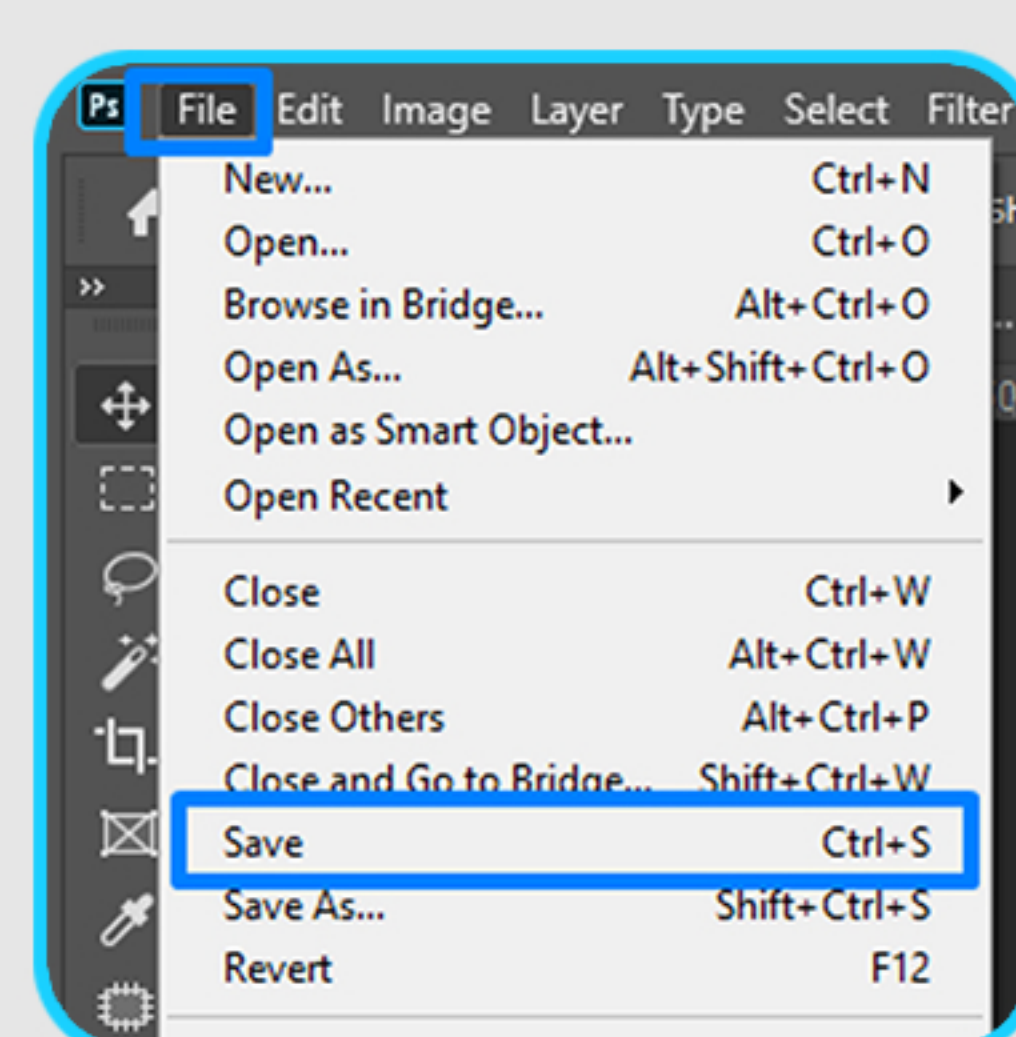 Ps File Edit Image Layer Type Select Filter
New... Ctrl+N
Open... Ctrl+O
Browse in Bridge... Alt+Ctrl+O
Open As... Alt+Shift+Ctrl+O
Open as Smart Object...
Open Recent
Close Ctrl+W
Close All Alt+Ctrl+W
Close Others Alt+Ctrl+P
Close and Go to Bridge... Shift+Ctrl+W
Save Ctrl+S
Save As... Shift+Ctrl+S
Revert F12